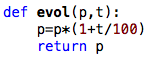 def evol(p,t):
    p=p*(1+t/100)
    return p